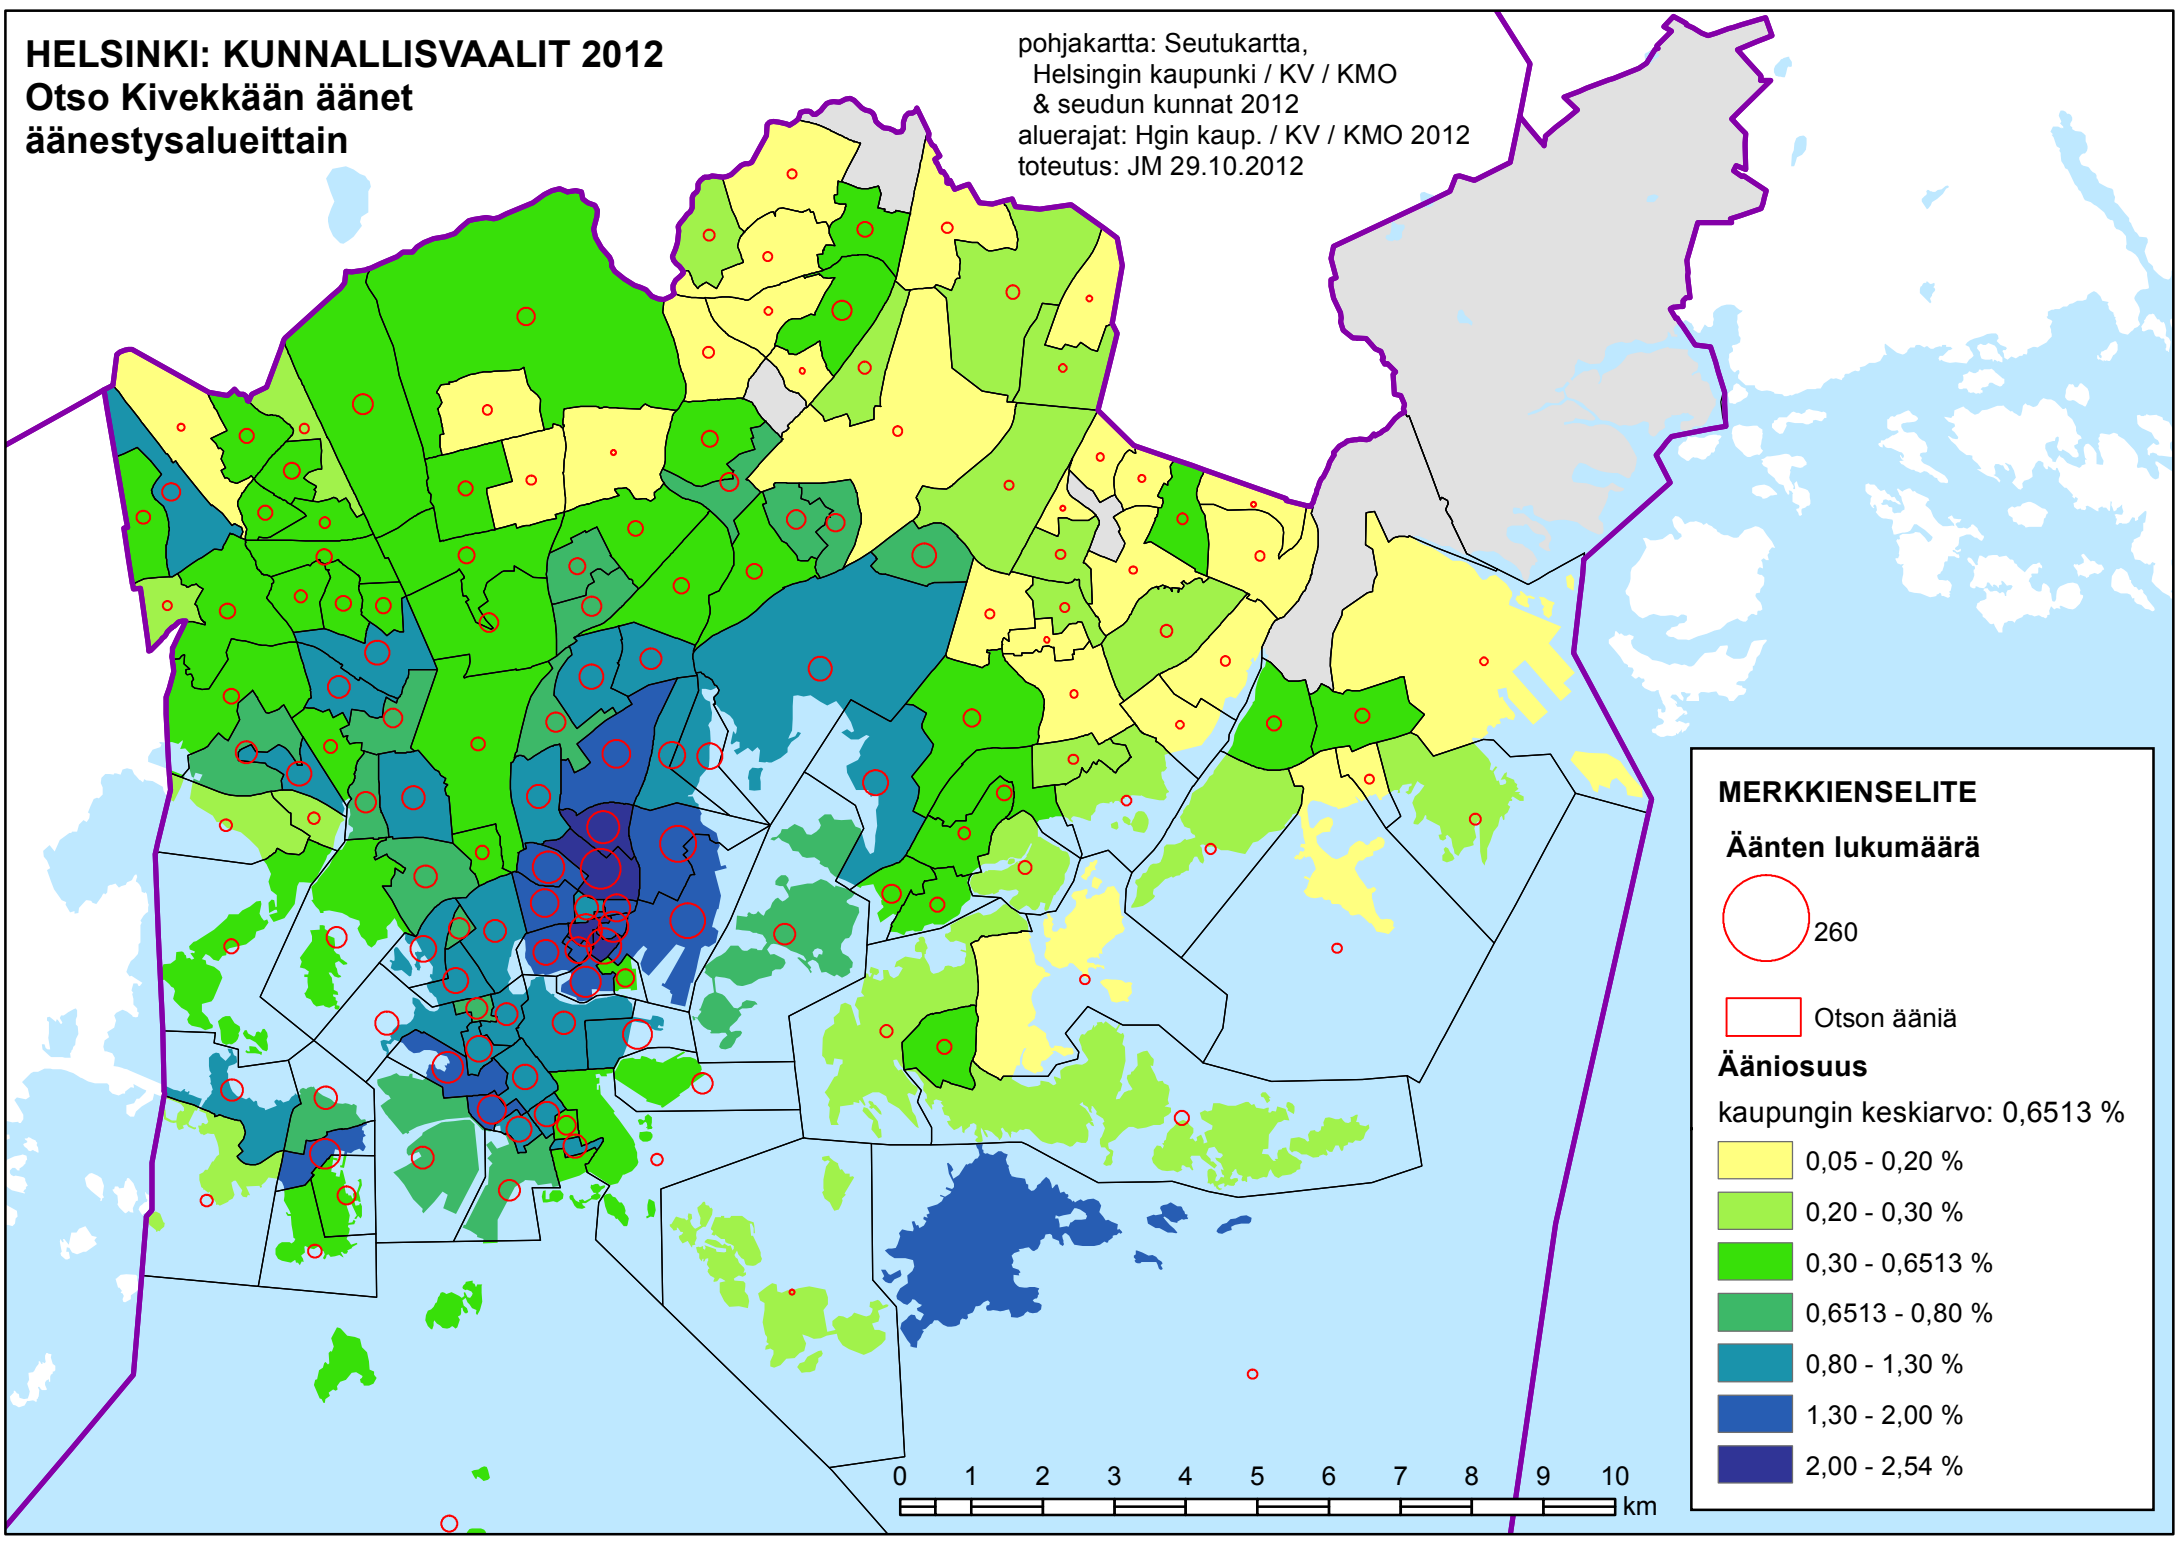 HELSINKI: KUNNALLISVAALIT 2012
Otso Kivekkään äänet
äänestysalueittain
pohjakartta: Seutukartta,
Helsingin kaupunki / KV / KMO
& seudun kunnat 2012
aluerajat: Hgin kaup. / KV / KMO 2012
toteutus: JM 29.10.2012
MERKKIENSELITE
Äänten lukumäärä
260
Otson ääniä
Ääniosuus
kaupungin keskiarvo: 0,6513 %
0,05 - 0,20 %
0,20 - 0,30 %
0,30 - 0,6513 %
0,6513 - 0,80 %
0,80 - 1,30 %
1,30 - 2,00 %
2,00 - 2,54 %
0 1 2 3 4 5 6 7 8 9 10
km